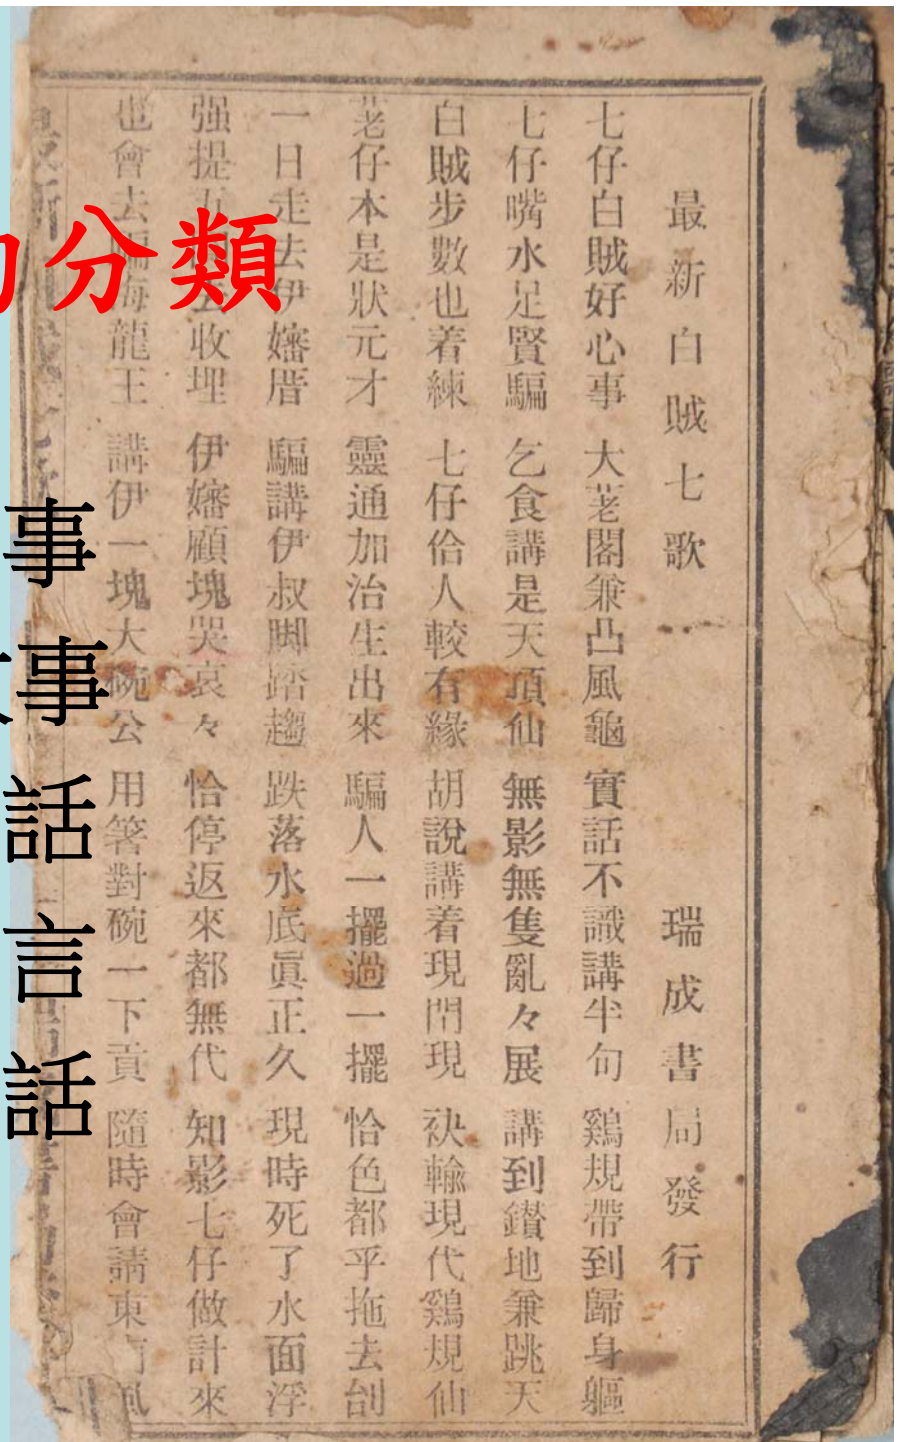 的分類
事
事
話
言
話
最新白賊七歌 瑞成書局發行
七仔白賊好心事 大荖閣兼凸風龜 實話不識講半句 鷄規帶到歸身軀
七仔嘴水足賢騙 乞食講是天頂仙 無影無隻亂々展 講到鑚地兼跳天
白賊步數也着練 七仔佮人較有緣 胡說講着現開現 袂輸現代鷄規仙
荖仔本是狀元才 靈通加治生出來 騙人一擺過一擺 恰色都乎拖去刣
一日走去伊嬸厝 騙講伊叔脚踏趨 跌落水底眞正久 現時死了水面浮
强提五 去收埋 伊嬸顧塊哭哀々 恰停返來都無代 知影七仔做計來
也會去騙海龍王 講伊一塊大碗公 用箸對碗一下貢 隨時會請東南風